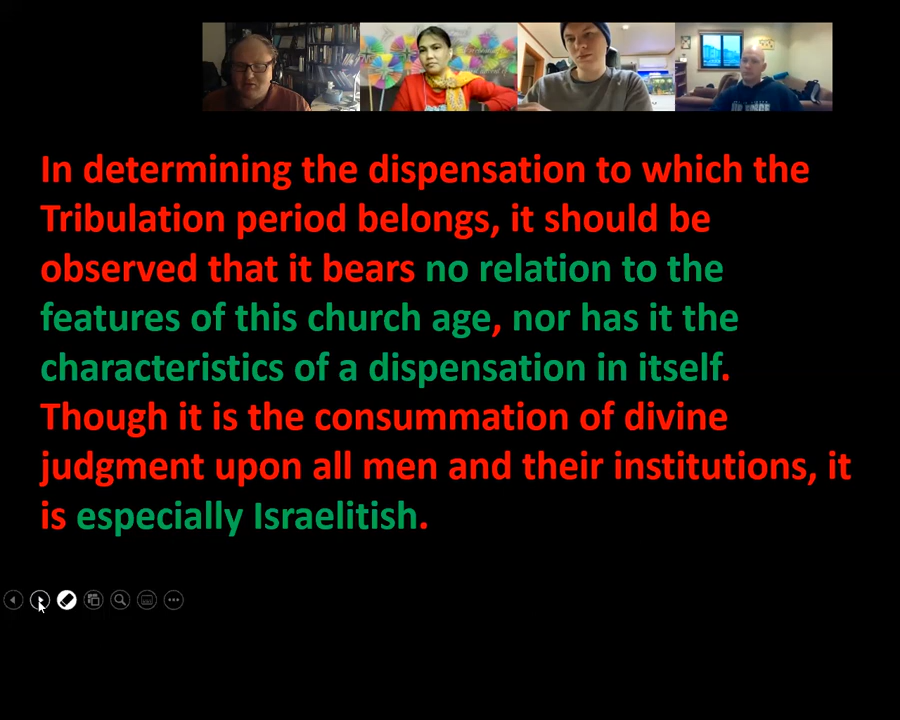 In determining the dispensation to which the
Tribulation period belongs, it should be
observed that it bears no relation to the
features of this church age, nor has it the
characteristics of a dispensation in itself.
Though it is the consummation of divine
judgment upon all men and their institutions, it
is especially Israelitish.